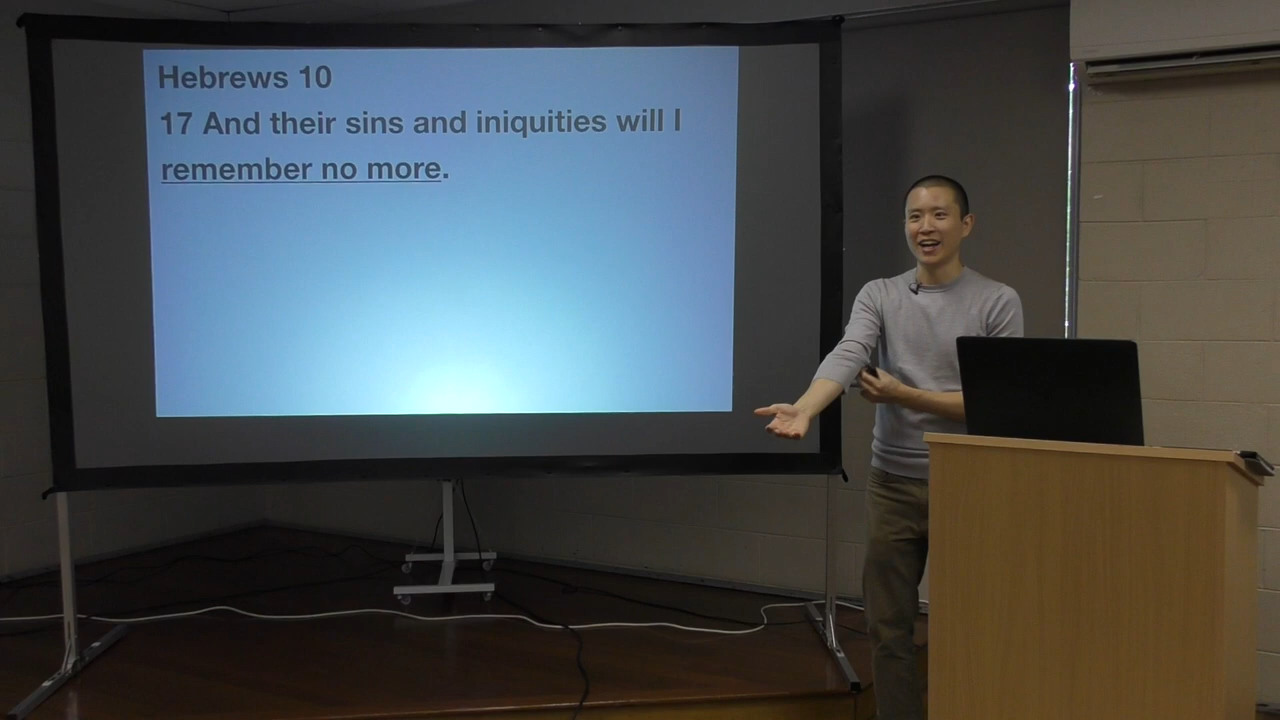 Hebrews 10
17 And their sins and iniquities will I
remember no more.